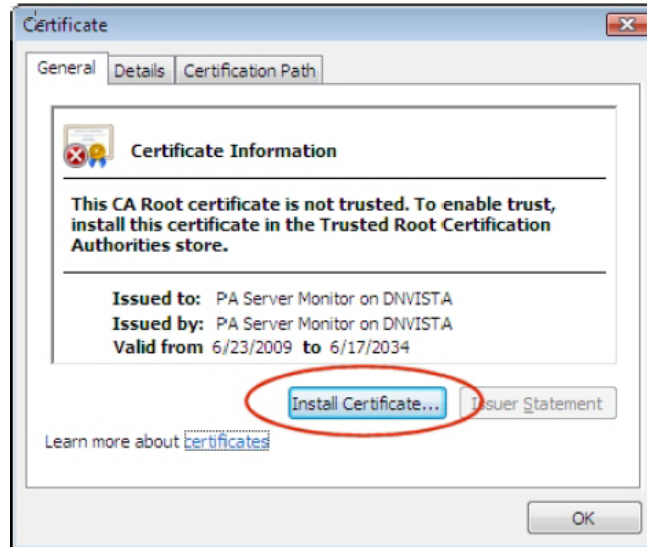 Certificate
General Details Certification Path
Certificate Information
This CA Root certificate is not trusted. To enable trust,
install this certificate in the Trusted Root Certification
Authorities store.
Issued to: PA Server Monitor on DNVISTA
Issued by: PA Server Monitor on DNVISTA
Valid from 6/23/2009 to 6/17/2034
Install Certificate... Issuer Statement
Learn more about certificates
OK